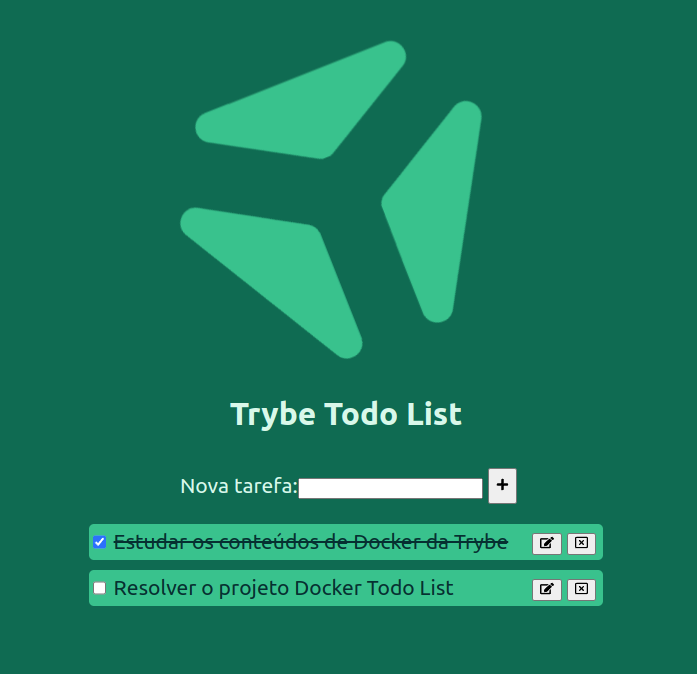 Trybe Todo List
Nova tarefa:
Estudar os conteúdos de Docker da Trybe
Resolver o projeto Docker Todo List